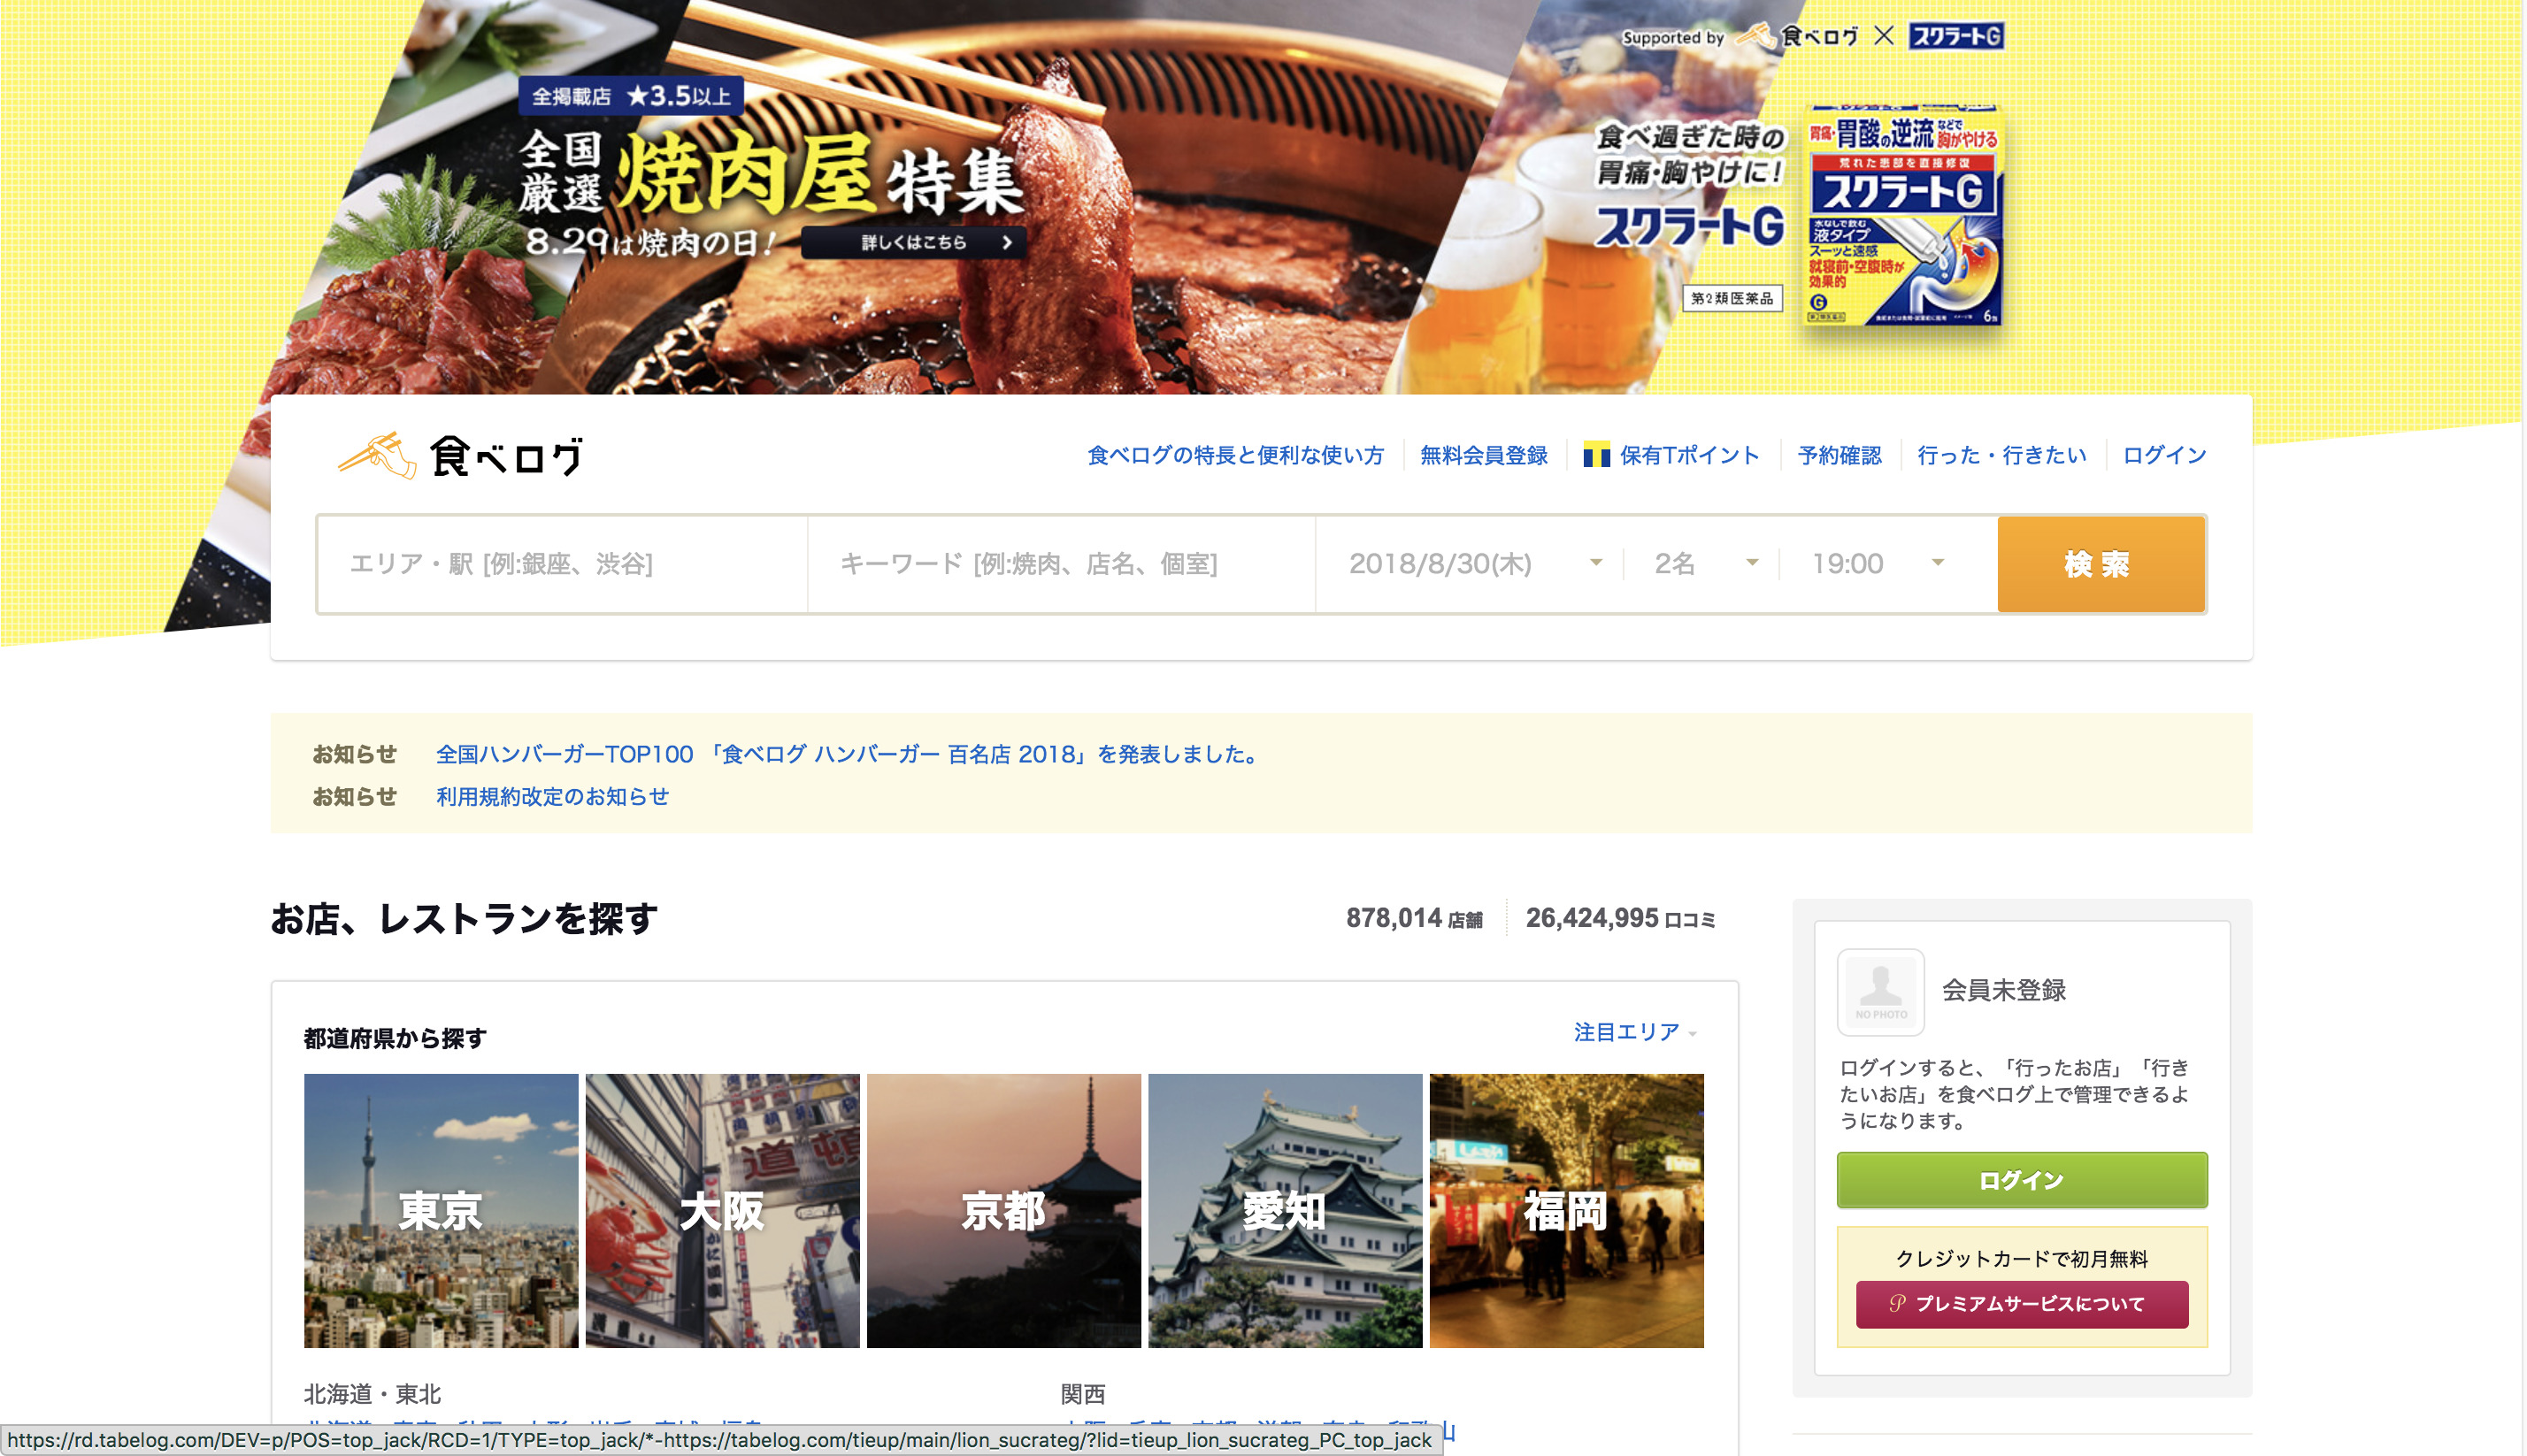 Supported by 食べログ × スクラートG
全掲載店 ★3.5以上
全国
厳選
焼肉屋特集
8.29は焼肉の日!
詳しくはこちら
食べ過ぎた時の
胃痛・胸やけに!
スクラートG
第2類医薬品
胃痛・胃酸の逆流などで胸がやける
荒れた患部を直接修復
スクラートG
水なしで飲む
液タイプ
スーッと速感
就寝前・空腹時が
効果的
6包
食べログ
食べログの特長と便利な使い方
無料会員登録
保有Tポイント
予約確認
行った・行きたい
ログイン
エリア・駅 [例:銀座、渋谷]
キーワード [例:焼肉、店名、個室]
2018/8/30(木)
2名
19:00
検索
お知らせ 全国ハンバーガーTOP100 「食べログ ハンバーガー 百名店 2018」を発表しました。
お知らせ 利用規約改定のお知らせ
お店、レストランを探す
878,014 店舗
26,424,995 口コミ
都道府県から探す
注目エリア
東京
大阪
道頓
京都
愛知
福岡
北海道・東北
関西
NO PHOTO
会員未登録
ログインすると、「行ったお店」「行き
たいお店」を食べログ上で管理できるよ
うになります。
ログイン
クレジットカードで初月無料
プレミアムサービスについて
https://rd.tabelog.com/DEV=p/POS=top_jack/RCD=1/TYPE=top_jack/*-https://tabelog.com/tieup/main/lion_sucrateg/?lid=tieup_lion_sucrateg_PC_top_jack